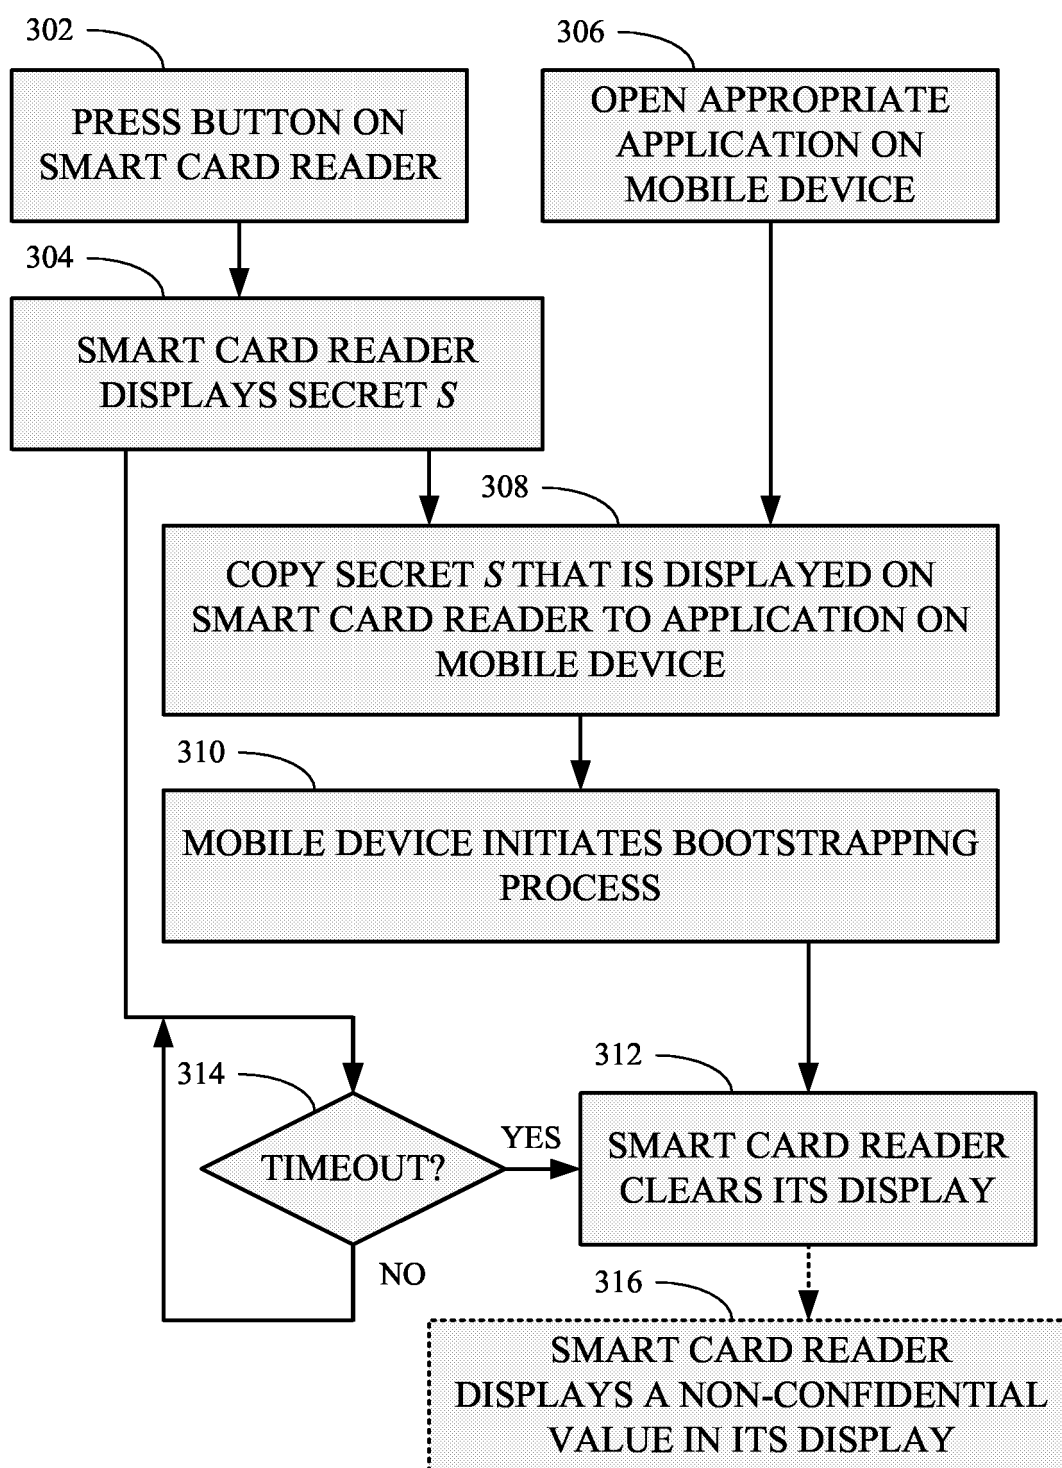 302
PRESS BUTTON ON
SMART CARD READER
306
OPEN APPROPRIATE
APPLICATION ON
MOBILE DEVICE
304
SMART CARD READER
DISPLAYS SECRET S
308
COPY SECRET S THAT IS DISPLAYED ON
SMART CARD READER TO APPLICATION ON
MOBILE DEVICE
310
MOBILE DEVICE INITIATES BOOTSTRAPPING
PROCESS
314
TIMEOUT?
YES
NO
312
SMART CARD READER
CLEARS ITS DISPLAY
316
SMART CARD READER
DISPLAYS A NON-CONFIDENTIAL
VALUE IN ITS DISPLAY